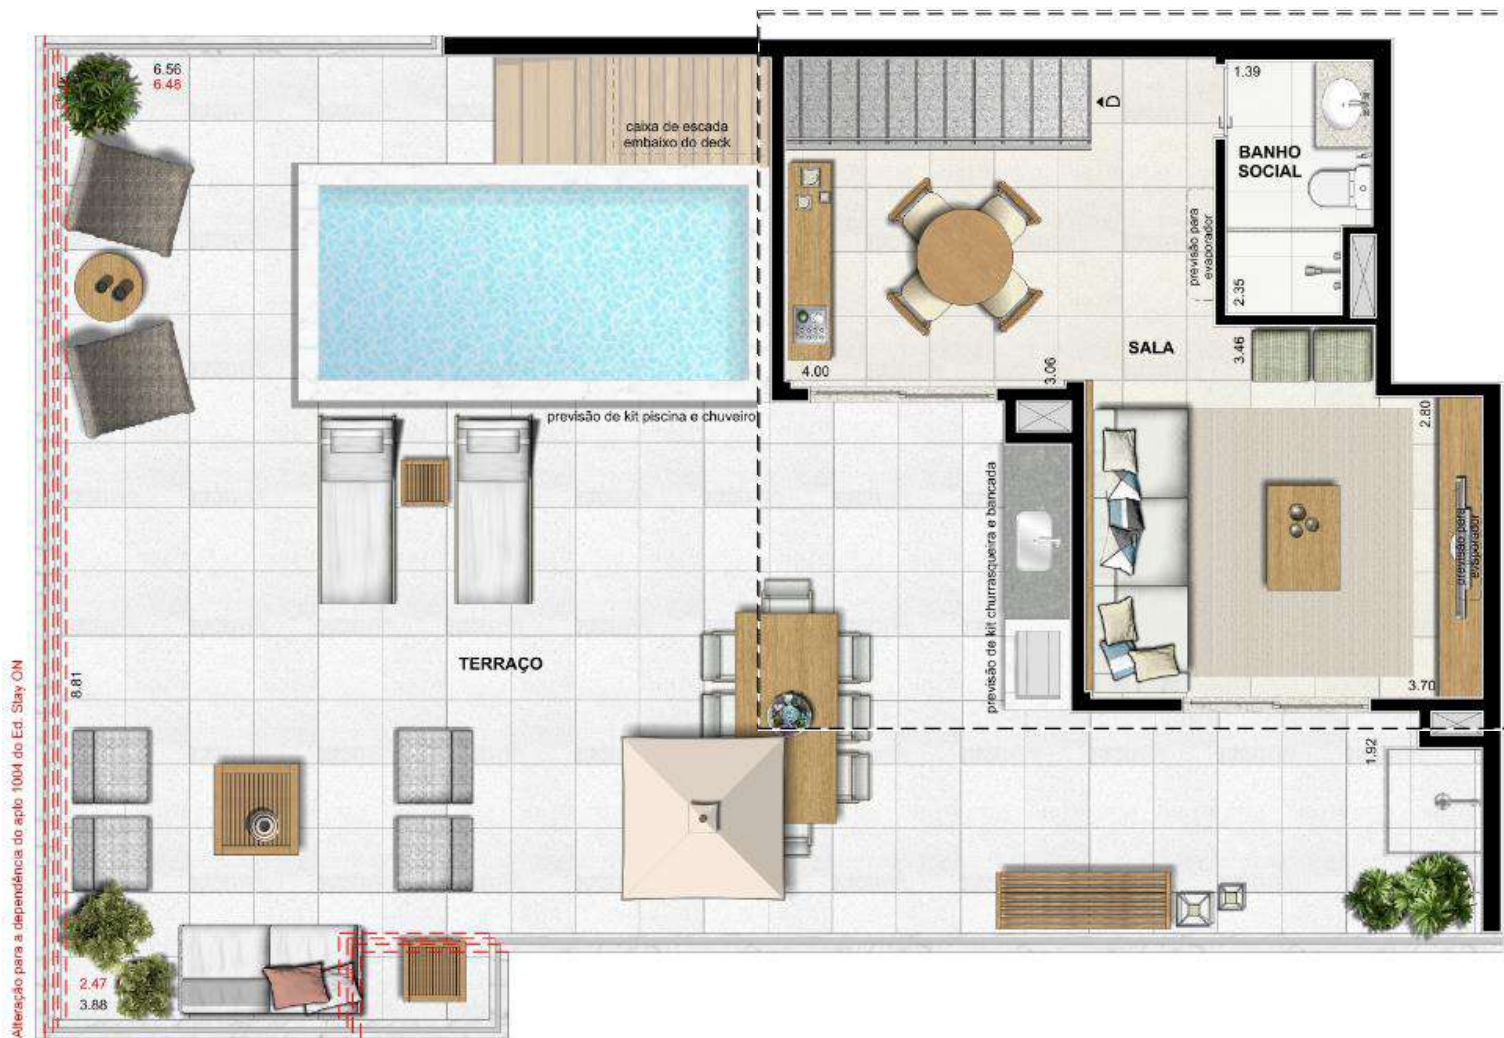 6.56
6.46
caixa de escada
embaixo do deck
D
1.39
BANHO
SOCIAL
previsão para
evaporador
2.35
SALA
3.46
4.00
3.06
previsão de kit piscina e chuveiro
2.80
previsão de kit churrasqueira e bancada
previsão para
evaporador
TERRAÇO
8.81
3.70
1.92
Alteração para a dependência do apto 1004 do Ed. Stay ON
2.47
3.88